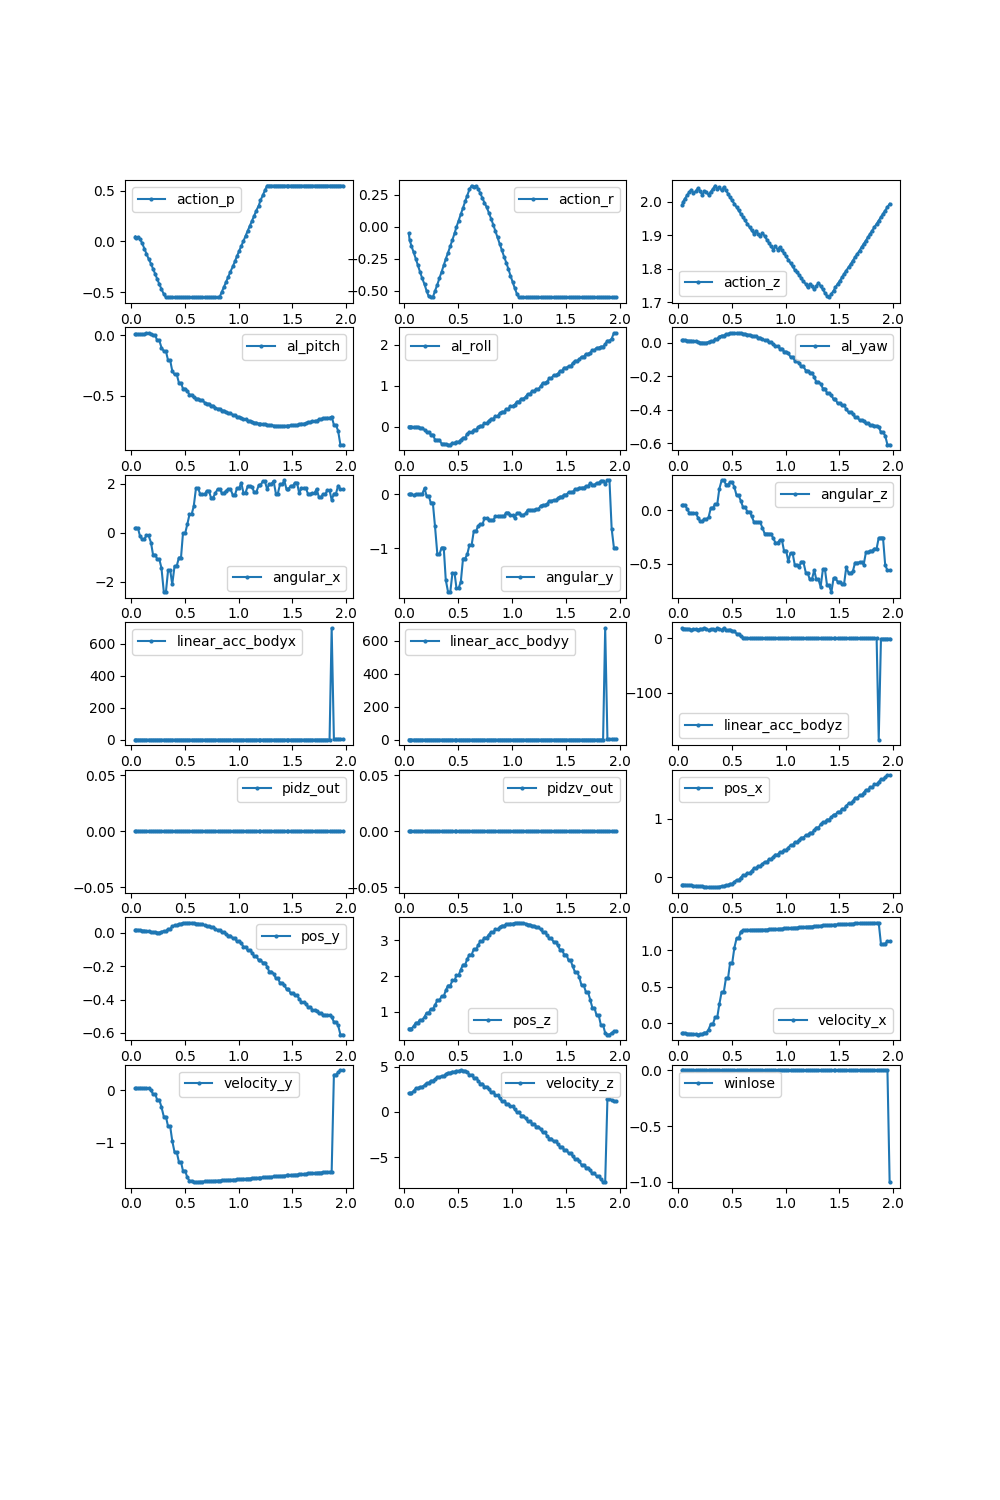 0.5
0.0
−0.5
action_p
0.0 0.5 1.0 1.5 2.0
0.25
0.00
−0.25
−0.50
action_r
0.0 0.5 1.0 1.5 2.0
2.0
1.9
1.8
1.7
action_z
0.0 0.5 1.0 1.5 2.0
0.0
−0.5
al_pitch
0.0 0.5 1.0 1.5 2.0
2
1
0
al_roll
0.0 0.5 1.0 1.5 2.0
0.0
−0.2
−0.4
−0.6
al_yaw
0.0 0.5 1.0 1.5 2.0
2
0
−2
angular_x
0.0 0.5 1.0 1.5 2.0
0
−1
angular_y
0.0 0.5 1.0 1.5 2.0
0.0
−0.5
angular_z
0.0 0.5 1.0 1.5 2.0
600
400
200
0
linear_acc_bodyx
0.0 0.5 1.0 1.5 2.0
600
400
200
0
linear_acc_bodyy
0.0 0.5 1.0 1.5 2.0
0
−100
linear_acc_bodyz
0.0 0.5 1.0 1.5 2.0
0.05
0.00
−0.05
pidz_out
0.0 0.5 1.0 1.5 2.0
0.05
0.00
−0.05
pidzv_out
0.0 0.5 1.0 1.5 2.0
1
0
pos_x
0.0 0.5 1.0 1.5 2.0
0.0
−0.2
−0.4
−0.6
pos_y
0.0 0.5 1.0 1.5 2.0
3
2
1
pos_z
0.0 0.5 1.0 1.5 2.0
1.0
0.5
0.0
velocity_x
0.0 0.5 1.0 1.5 2.0
0
−1
velocity_y
0.0 0.5 1.0 1.5 2.0
5
0
−5
velocity_z
0.0 0.5 1.0 1.5 2.0
0.0
−0.5
−1.0
winlose
0.0 0.5 1.0 1.5 2.0